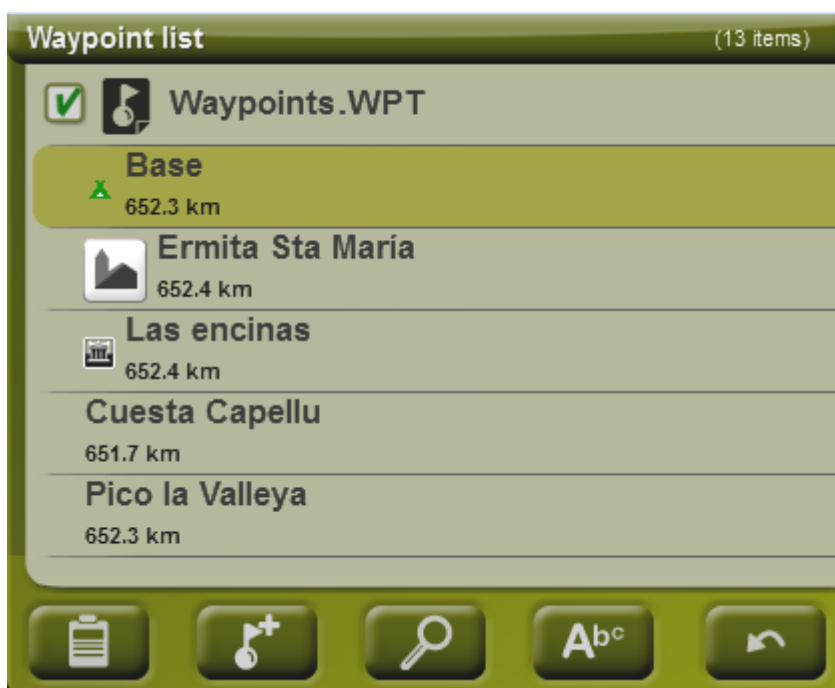 Waypoint list
(13 items)
Waypoints.WPT
Base
652.3 km
Ermita Sta María
652.4 km
Las encinas
652.4 km
Cuesta Capellu
651.7 km
Pico la Valleya
652.3 km
Abc